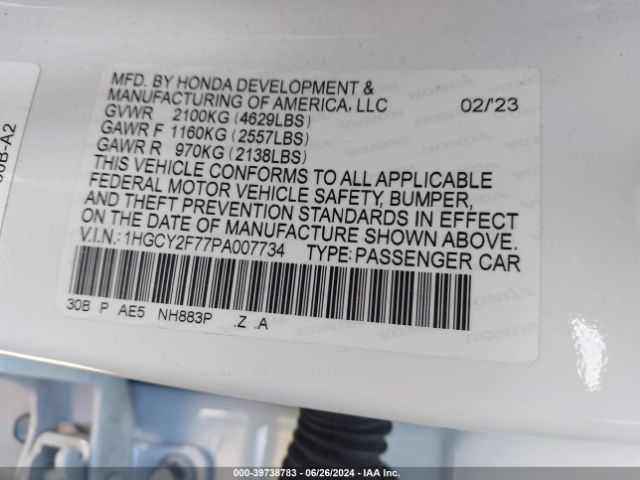 MFD. BY HONDA DEVELOPMENT &
MANUFACTURING OF AMERICA, LLC 02/23
GVWR 2100KG (4629LBS)
GAWR F 1160KG (2557LBS)
GAWR R 970KG (2138LBS)
THIS VEHICLE CONFORMS TO ALL APPLICABLE
FEDERAL MOTOR VEHICLE SAFETY, BUMPER,
AND THEFT PREVENTION STANDARDS IN EFFECT
ON THE DATE OF MANUFACTURE SHOWN ABOVE.
V.I.N.: 1HGCY2F77PA007734 TYPE: PASSENGER CAR
30B P AE5 NH883P .Z .A
000-39738783 / 06/26/2024 / IAA Inc.